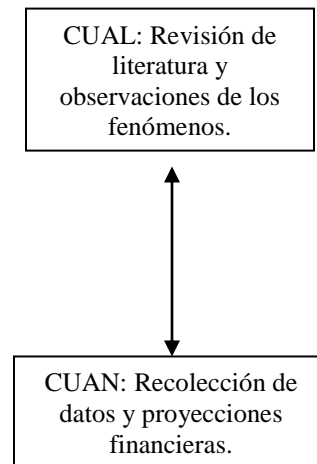 CUAL: Revisión de
literatura y
observaciones de los
fenómenos.
CUAN: Recolección de
datos y proyecciones
financieras.